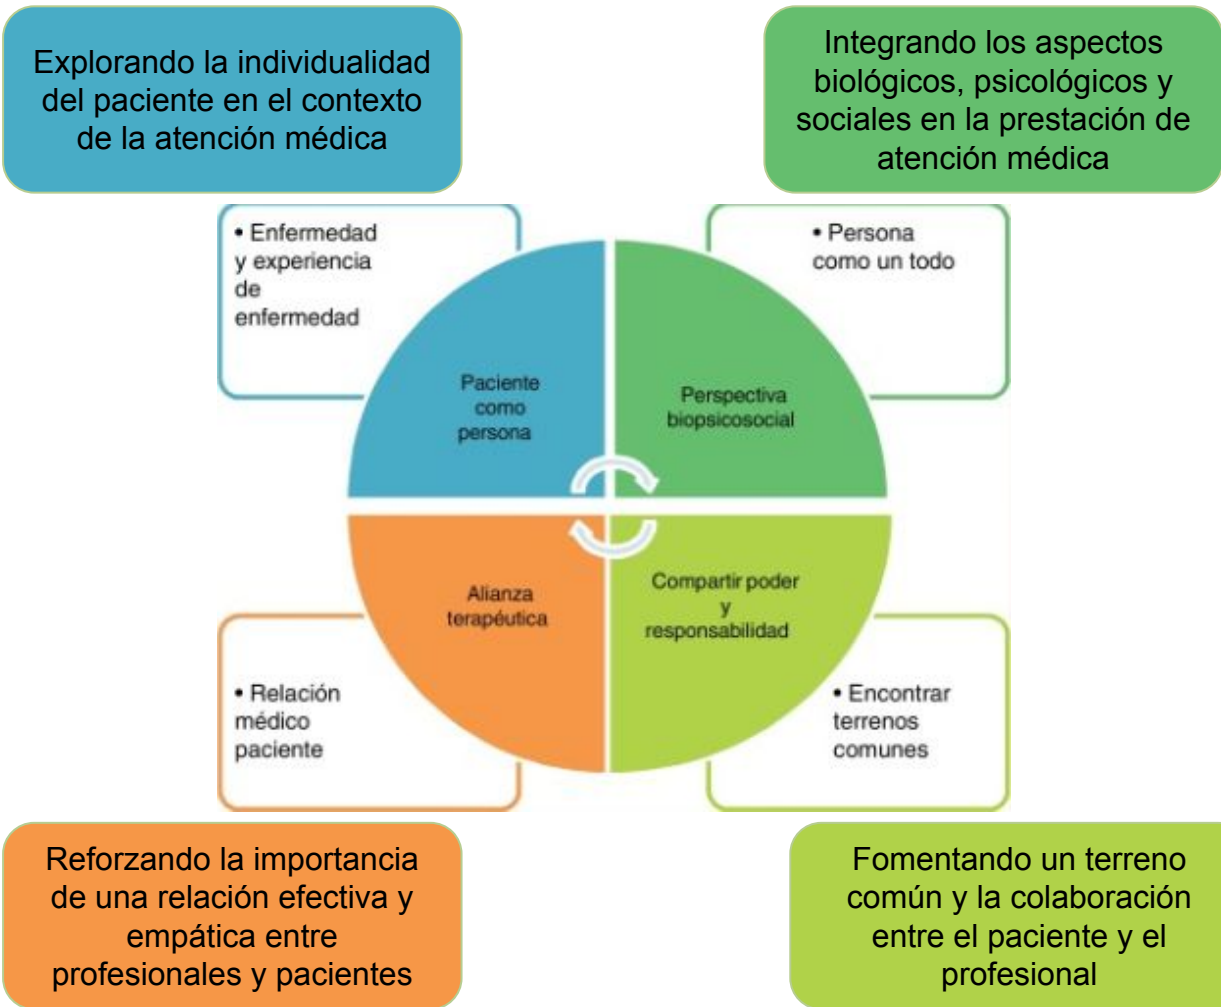 Explorando la individualidad
del paciente en el contexto
de la atención médica
Integrando los aspectos
biológicos, psicológicos y
sociales en la prestación de
atención médica
• Enfermedad
y experiencia
de
enfermedad
• Persona
como un todo
Paciente
como
persona
Perspectiva
biopsicosocial
Alianza
terapéutica
Compartir poder
y
responsabilidad
• Relación
médico
paciente
• Encontrar
terrenos
comunes
Reforzando la importancia
de una relación efectiva y
empática entre
profesionales y pacientes
Fomentando un terreno
común y la colaboración
entre el paciente y el
profesional